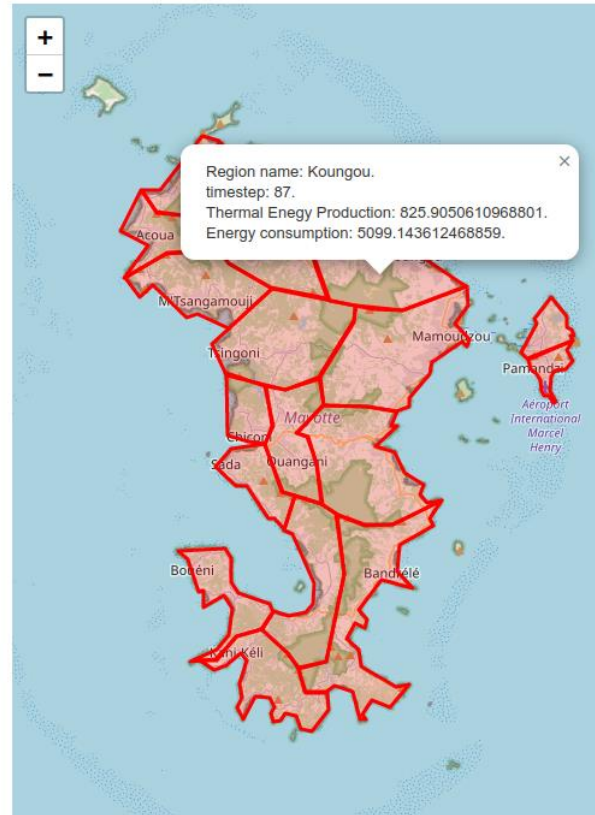 +
−
Region name: Koungou.
timestep: 87.
Thermal Enegy Production: 825.9050610968801.
Energy consumption: 5099.143612468859.
×
Acoua
M'Tsangamouji
Mamoudzou
Tsingoni
Pamandzi
Aéroport
International
Marcel
Henry
Mayotte
Chiconi
Sada
Ouangani
Bouéni
Bandrélé
Kani-Kéli